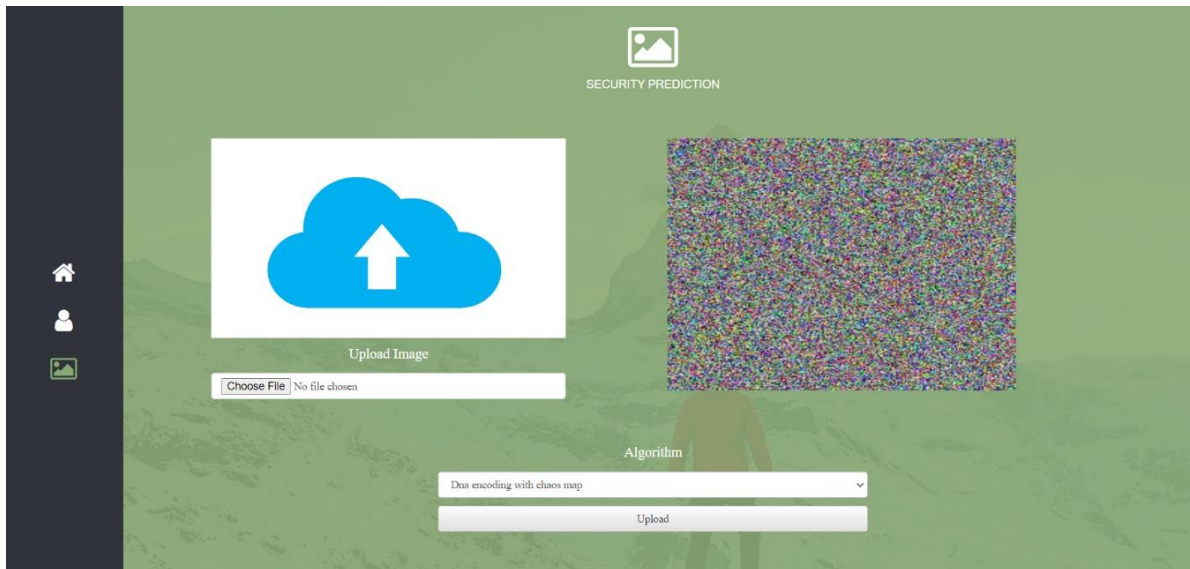 SECURITY PREDICTION
Upload Image
Choose File No file chosen
Algorithm
Dna encoding with chaos map
Upload